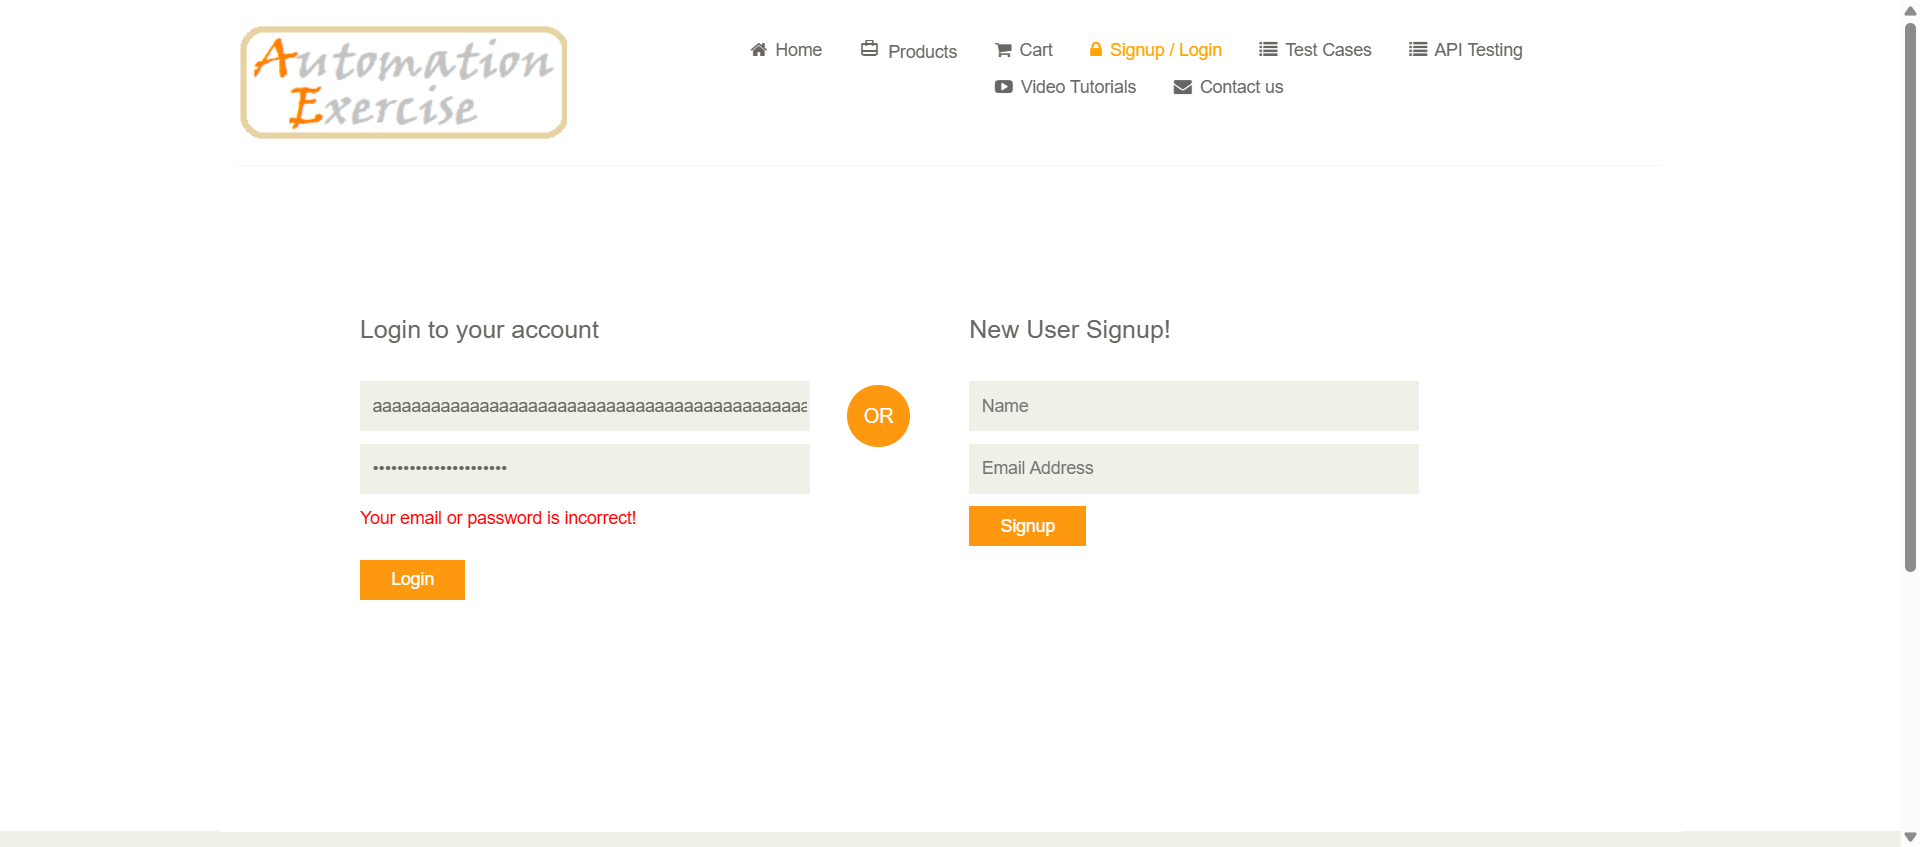 Automation
Exercise
Home
Products
Cart
Signup / Login
Test Cases
API Testing
Video Tutorials
Contact us
Login to your account
aaaaaaaaaaaaaaaaaaaaaaaaaaaaaaaaaaaaaaaaaaaaa
••••••••••••••••••••••
Your email or password is incorrect!
Login
OR
New User Signup!
Name
Email Address
Signup